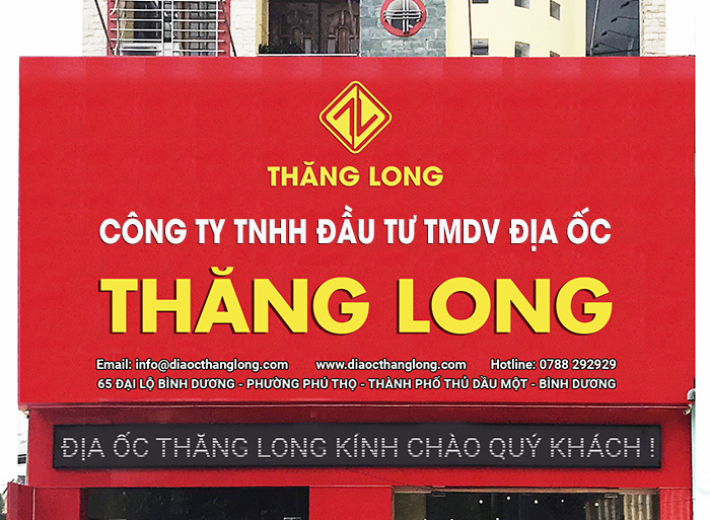 THĂNG LONG
CÔNG TY TNHH ĐẦU TƯ TMDV ĐỊA ỐC
THĂNG LONG
Email: info@diaocthanglong.com www.diaocthanglong.com Hotline: 0788 292929
65 ĐẠI LỘ BÌNH DƯƠNG - PHƯỜNG PHÚ THỌ - THÀNH PHỐ THỦ DẦU MỘT - BÌNH DƯƠNG
ĐỊA ỐC THĂNG LONG KÍNH CHÀO QUÝ KHÁCH !